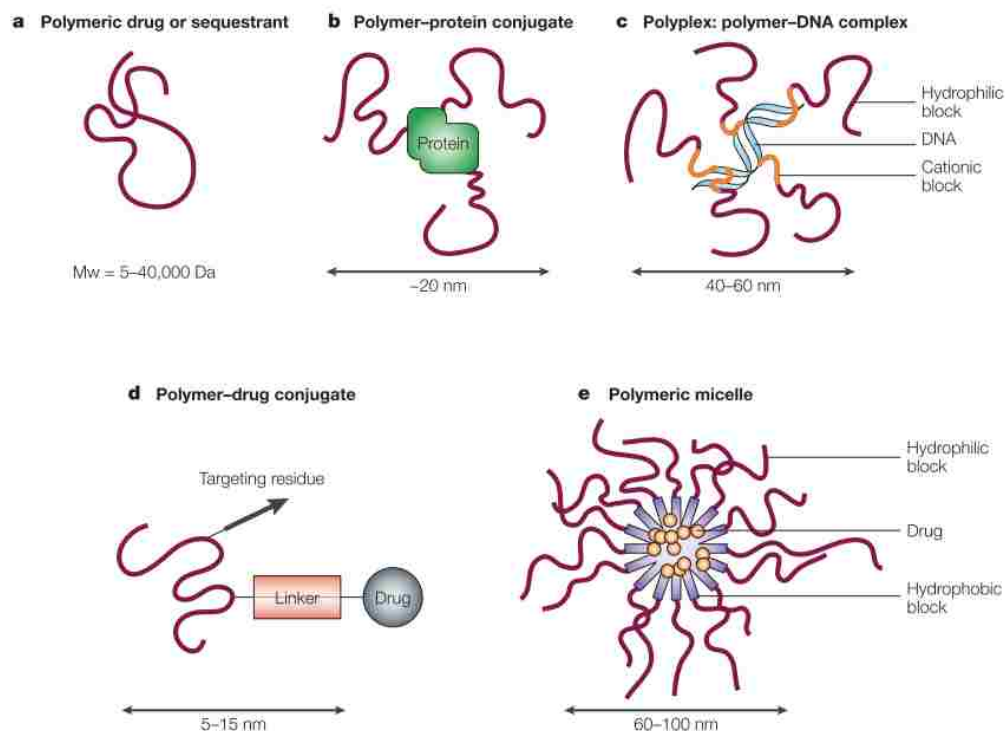 a Polymeric drug or sequestrant
b Polymer–protein conjugate
c Polyplex: polymer–DNA complex
Protein
Hydrophilic
block
DNA
Cationic
block
Mw = 5–40,000 Da
~20 nm
40–60 nm
d Polymer–drug conjugate
e Polymeric micelle
Targeting residue
Linker
Drug
Hydrophilic
block
Drug
Hydrophobic
block
5–15 nm
60–100 nm